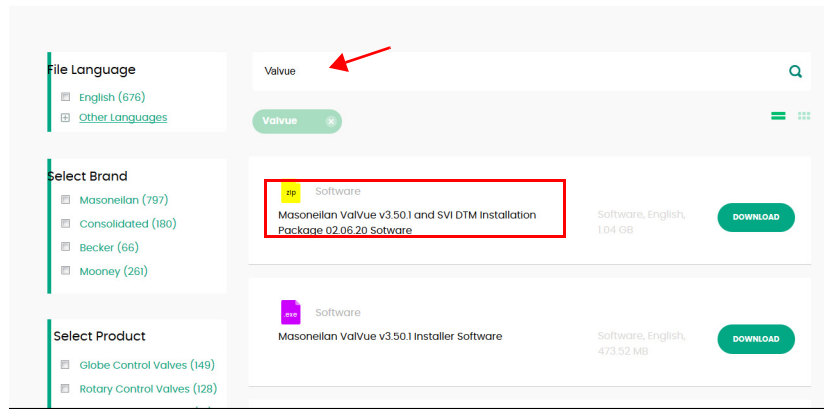 File Language
English (676)
Other Languages
Select Brand
Masoneilan (797)
Consolidated (180)
Becker (66)
Mooney (261)
Select Product
Globe Control Valves (149)
Rotary Control Valves (128)
Valvue
Valvue
zip Software
Masoneilan ValVue v3.50.1 and SVI DTM Installation
Package 02.06.20 Sotware
Software, English,
1.04 GB
DOWNLOAD
.exe Software
Masoneilan ValVue v3.50.1 Installer Software
Software, English,
473.52 MB
DOWNLOAD